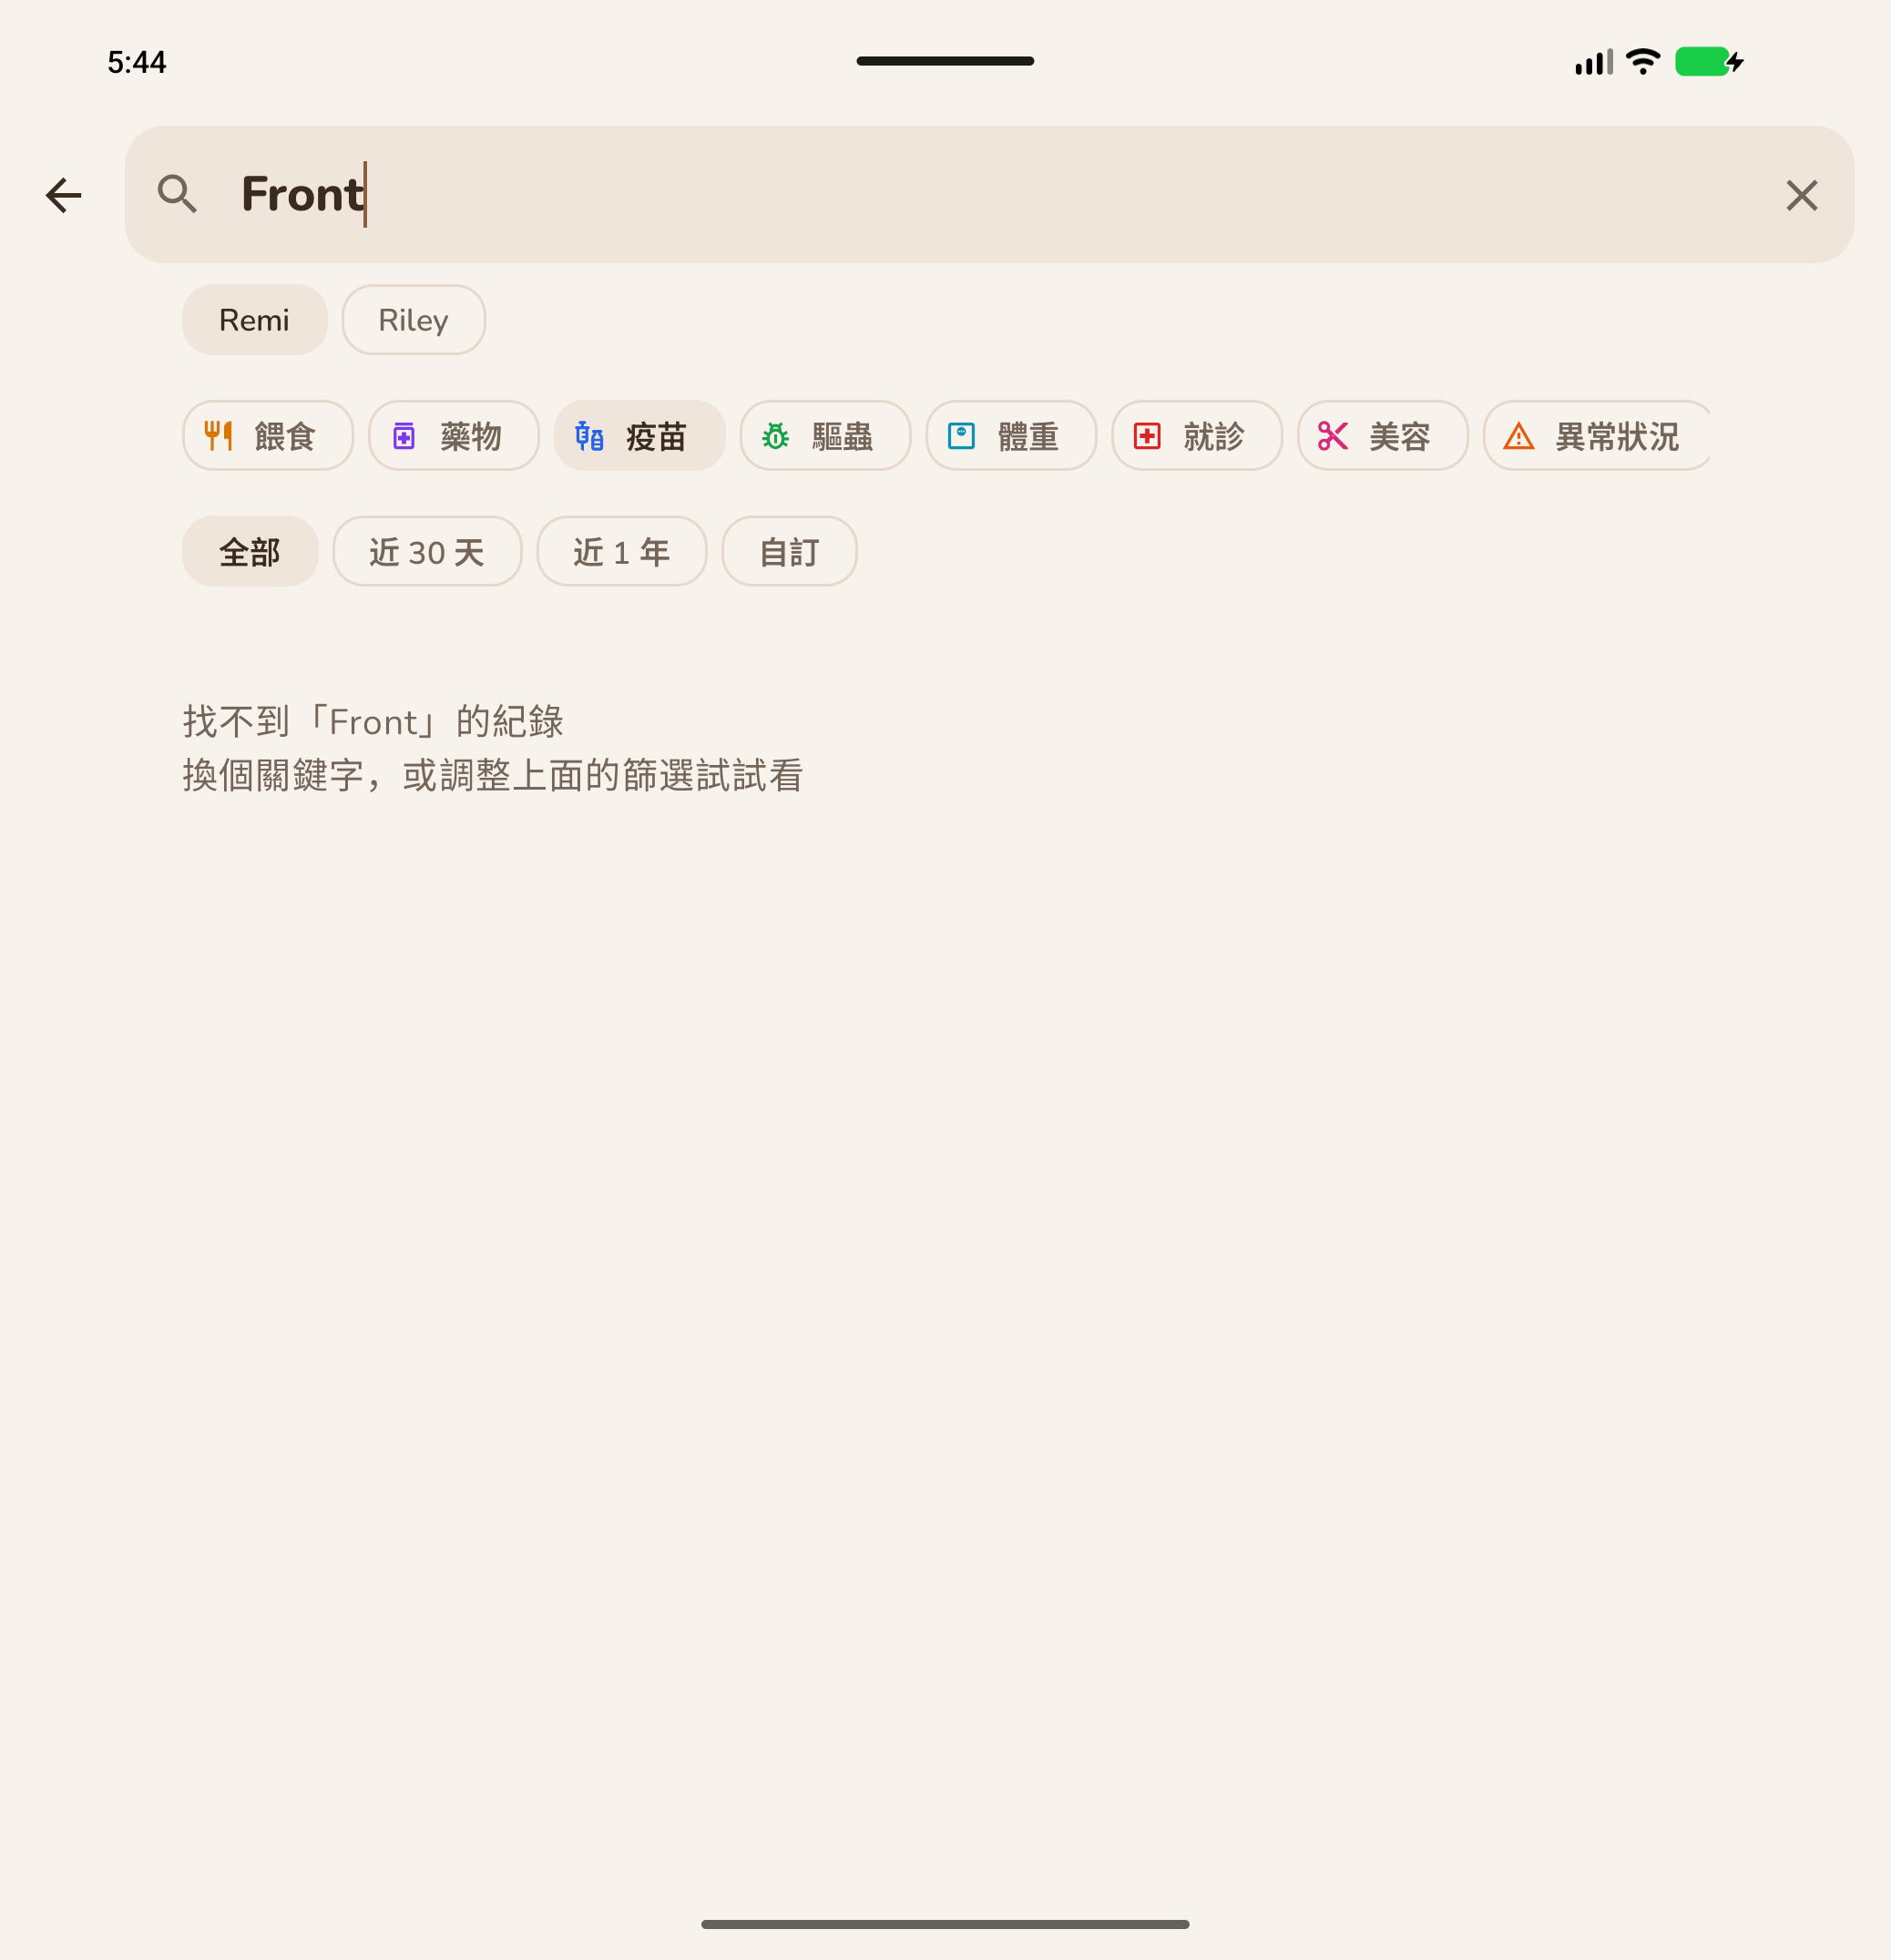 5:44
Front
Remi Riley
餵食 藥物 疫苗 驅蟲 體重 就診 美容 異常狀況
全部 近 30 天 近 1 年 自訂
找不到「Front」的紀錄
換個關鍵字，或調整上面的篩選試試看